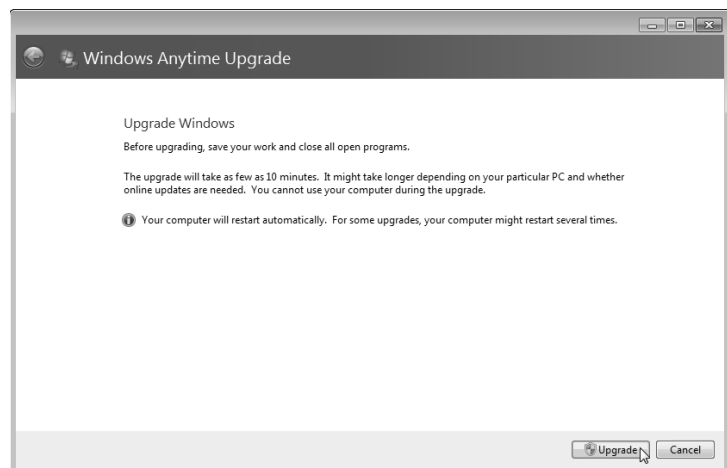 Windows Anytime Upgrade
Upgrade Windows
Before upgrading, save your work and close all open programs.
The upgrade will take as few as 10 minutes. It might take longer depending on your particular PC and whether
online updates are needed. You cannot use your computer during the upgrade.
Your computer will restart automatically. For some upgrades, your computer might restart several times.
Upgrade
Cancel